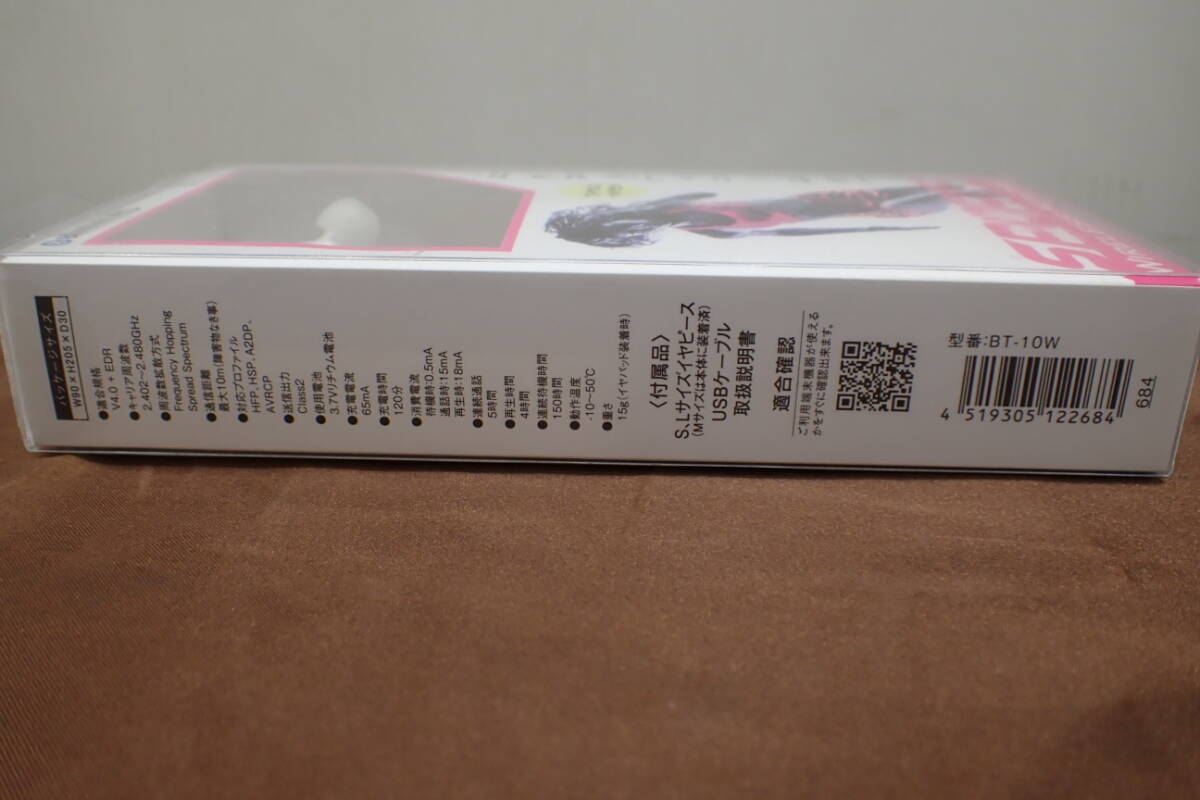 パッケージサイズ
W90×H205×D30
●適合規格
V4.0 + EDR
●キャリア周波数
2.402~2.480GHz
●周波数拡散方式
Frequency Hopping
Spread Spectrum
●通信距離
最大10m(障害物なき事)
●対応プロファイル
HFP、HSP、A2DP、
AVRCP
●送信出力
Class2
●使用電池
3.7Vリチウム電池
●充電電流
65mA
●充電時間
120分
●消費電流
待機時:0.5mA
通話時:15mA
再生時:18mA
●連続通話
5時間
●再生時間
4時間
●連続待機時間
150時間
●動作温度
-10~50℃
●重さ
15g(イヤパッド装着時)
〈付属品〉
S、Lサイズイヤピース
(Mサイズは本体に装着済)
USBケーブル
取扱説明書
適合確認
ご利用端末機器が使える
かをすぐに確認出来ます。
:BT-10W
4 519305 122684
684